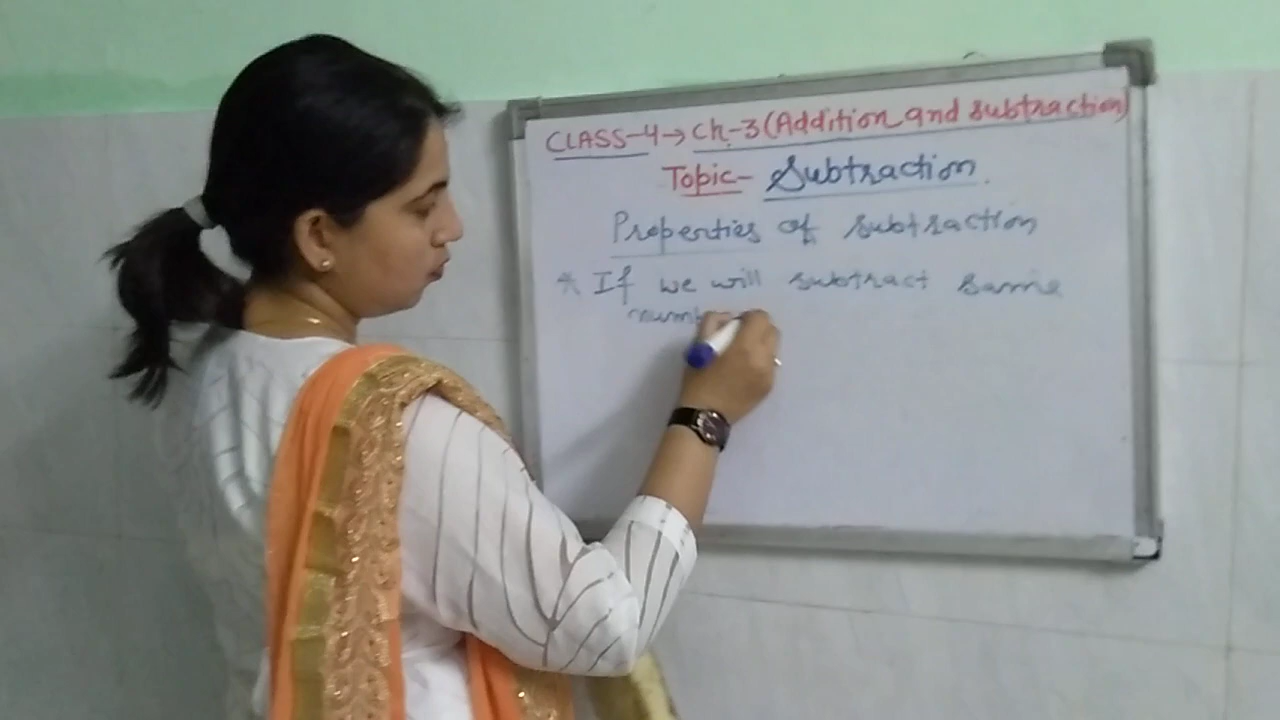 CLASS-4→ Ch-3 (Addition and subtraction)
Topic- Subtraction.
Properties of subtraction
* If we will subtract same